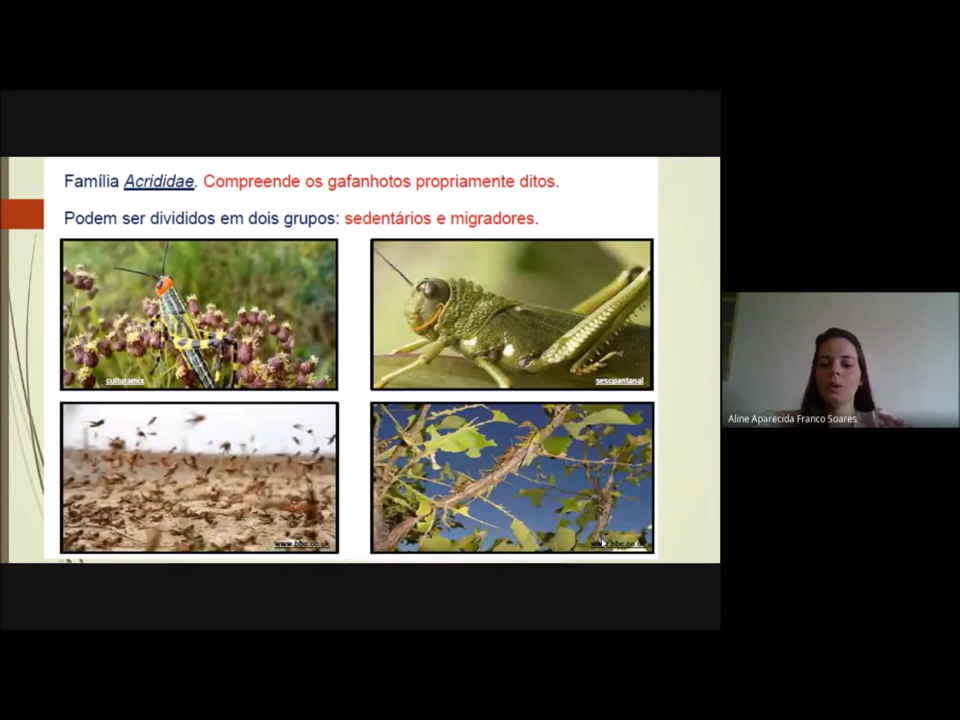 Família Acrididae. Compreende os gafanhotos propriamente ditos.
Podem ser divididos em dois grupos: sedentários e migradores.
culturamix
sescpantanal
www.bbc.co.uk
www.bbc.co.uk
Aline Aparecida Franco Soares